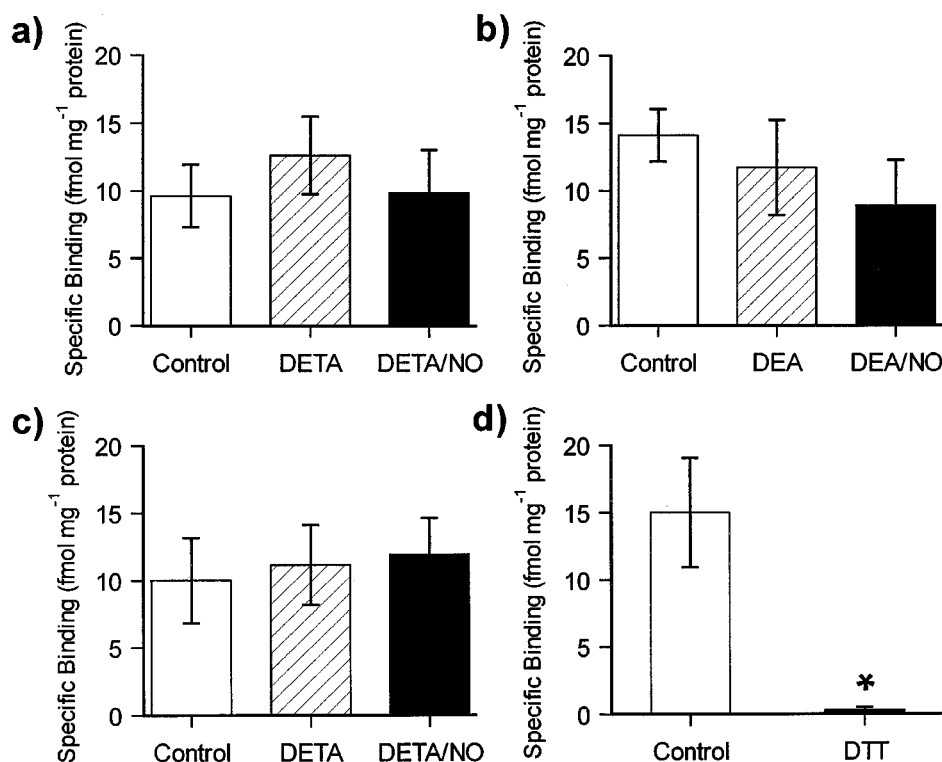 a)
Specific Binding (fmol mg⁻¹ protein)
20
15
10
5
0
Control DETA DETA/NO
b)
Specific Binding (fmol mg⁻¹ protein)
20
15
10
5
0
Control DEA DEA/NO
c)
Specific Binding (fmol mg⁻¹ protein)
20
15
10
5
0
Control DETA DETA/NO
d)
Specific Binding (fmol mg⁻¹ protein)
20
15
10
5
0
*
Control DTT